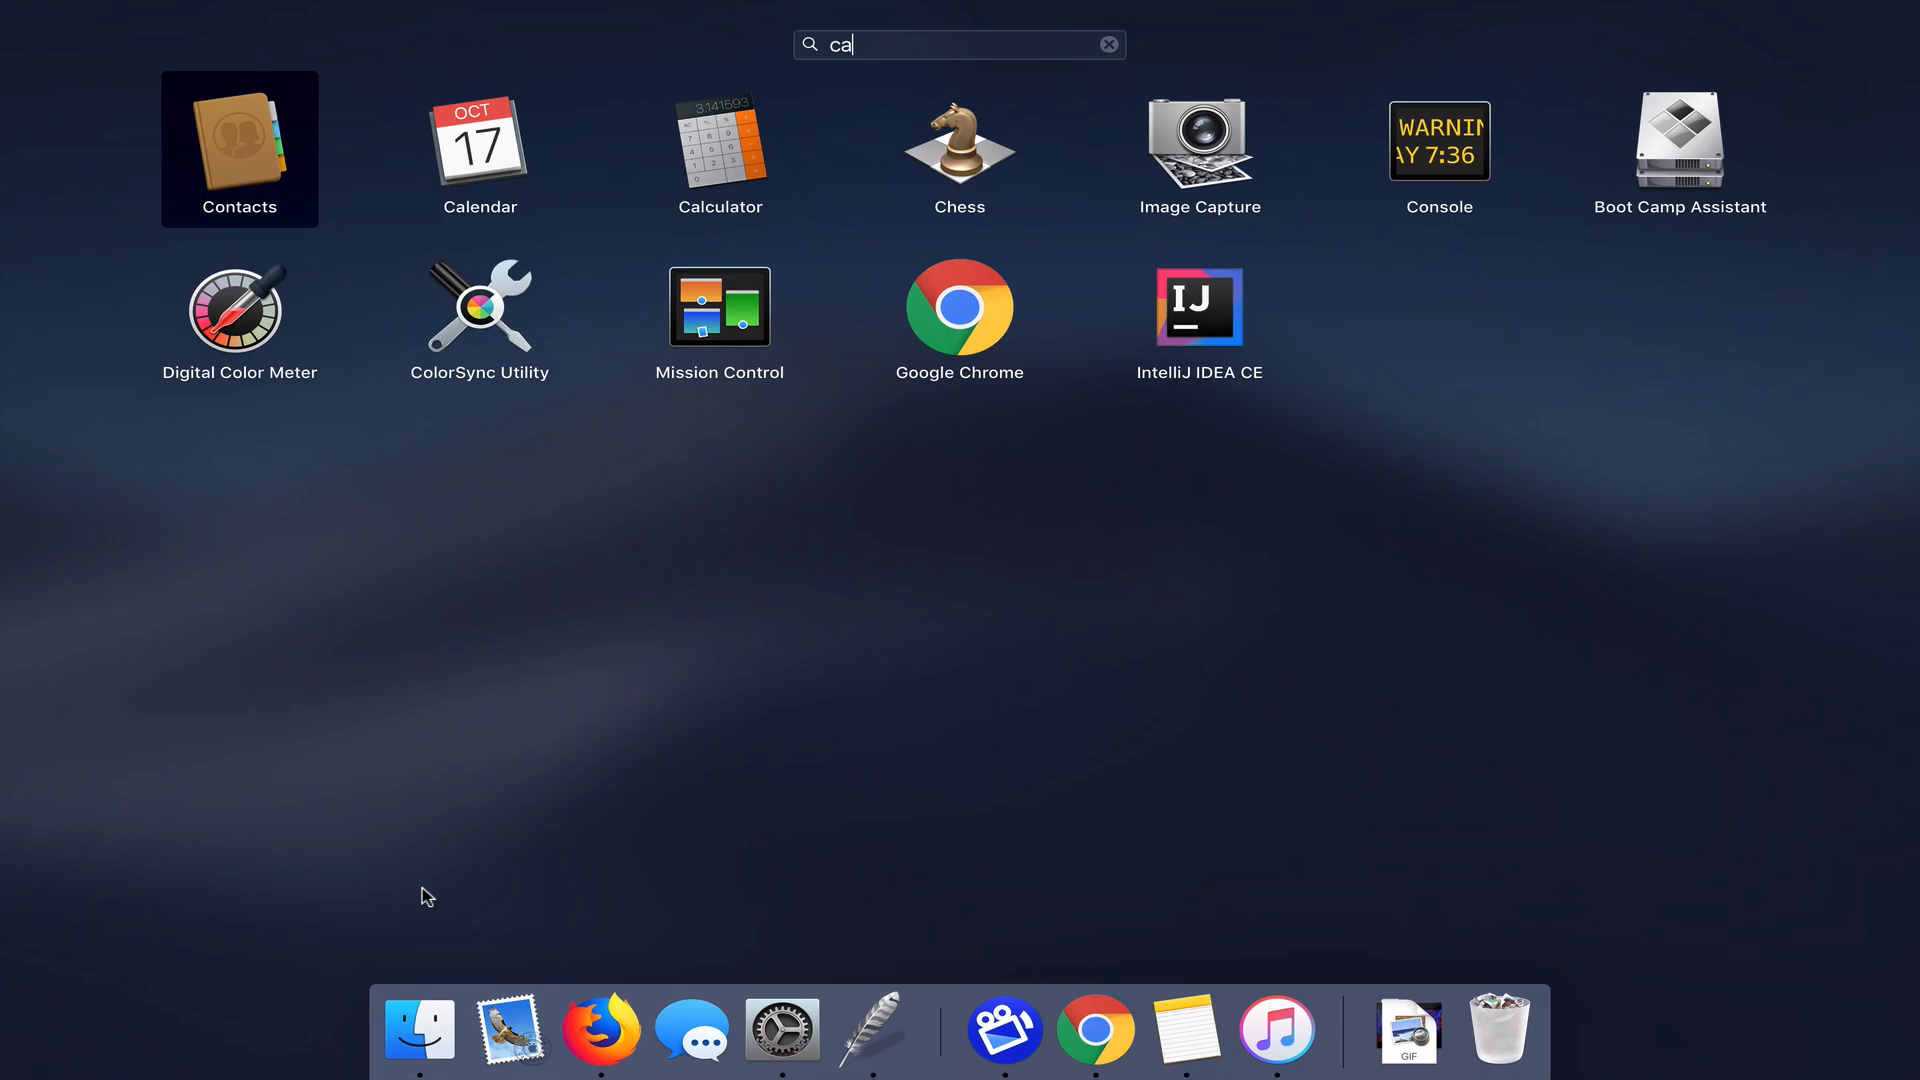 ca
OCT
17
3.141593
WARNIN
AY 7:36
Contacts
Calendar
Calculator
Chess
Image Capture
Console
Boot Camp Assistant
IJ
Digital Color Meter
ColorSync Utility
Mission Control
Google Chrome
IntelliJ IDEA CE
GIF